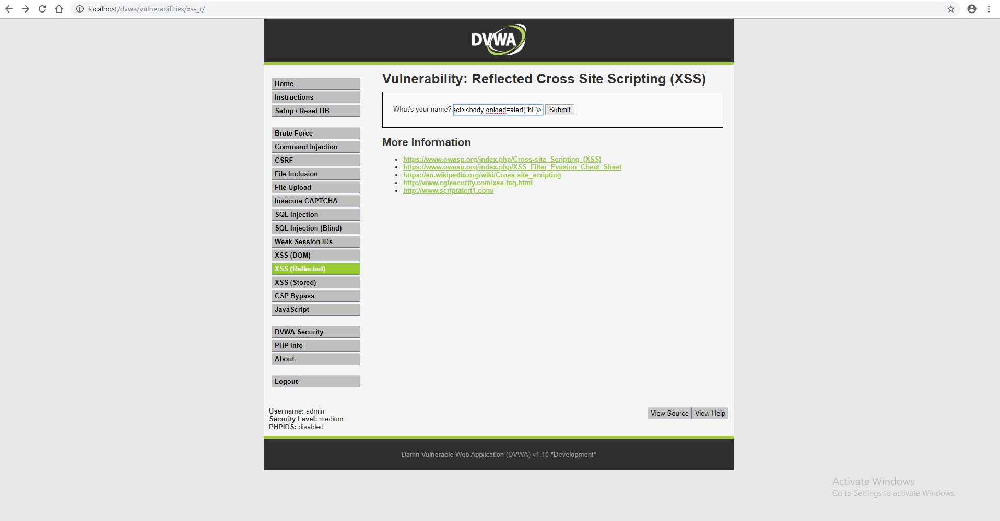 localhost/dvwa/vulnerabilities/xss_r/
DVWA
Home
Instructions
Setup / Reset DB
Brute Force
Command Injection
CSRF
File Inclusion
File Upload
Insecure CAPTCHA
SQL Injection
SQL Injection (Blind)
Weak Session IDs
XSS (DOM)
XSS (Reflected)
XSS (Stored)
CSP Bypass
JavaScript
DVWA Security
PHP Info
About
Logout
Vulnerability: Reflected Cross Site Scripting (XSS)
What's your name? ect><body onload=alert("hi")> Submit
More Information
https://www.owasp.org/index.php/Cross-site_Scripting_(XSS)
https://www.owasp.org/index.php/XSS_Filter_Evasion_Cheat_Sheet
https://en.wikipedia.org/wiki/Cross-site_scripting
http://www.cgisecurity.com/xss-faq.html
http://www.scriptalert1.com/
Username: admin
Security Level: medium
PHPIDS: disabled
View Source View Help
Damn Vulnerable Web Application (DVWA) v1.10 *Development*
Activate Windows
Go to Settings to activate Windows.